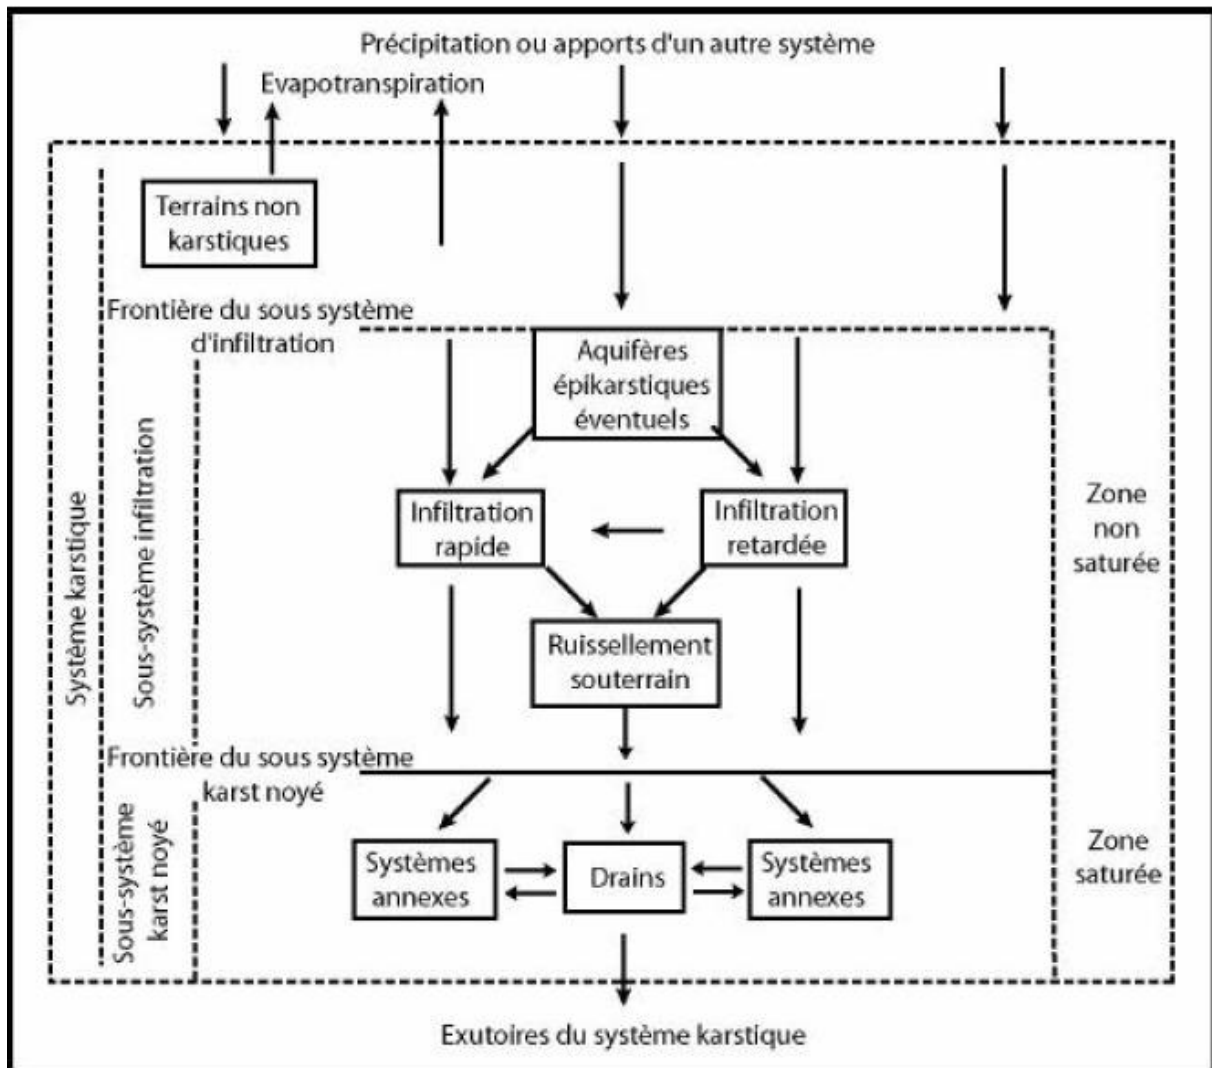 Précipitation ou apports d'un autre système
Evapotranspiration
Terrains non
karstiques
Frontière du sous système
d'infiltration
Aquifères
épikarstiques
éventuels
Infiltration
rapide
Infiltration
retardée
Zone
non
saturée
Ruissellement
souterrain
Système karstique
Sous-système infiltration
Frontière du sous système
karst noyé
Sous-système
karst noyé
Systèmes
annexes
Drains
Systèmes
annexes
Zone
saturée
Exutoires du système karstique